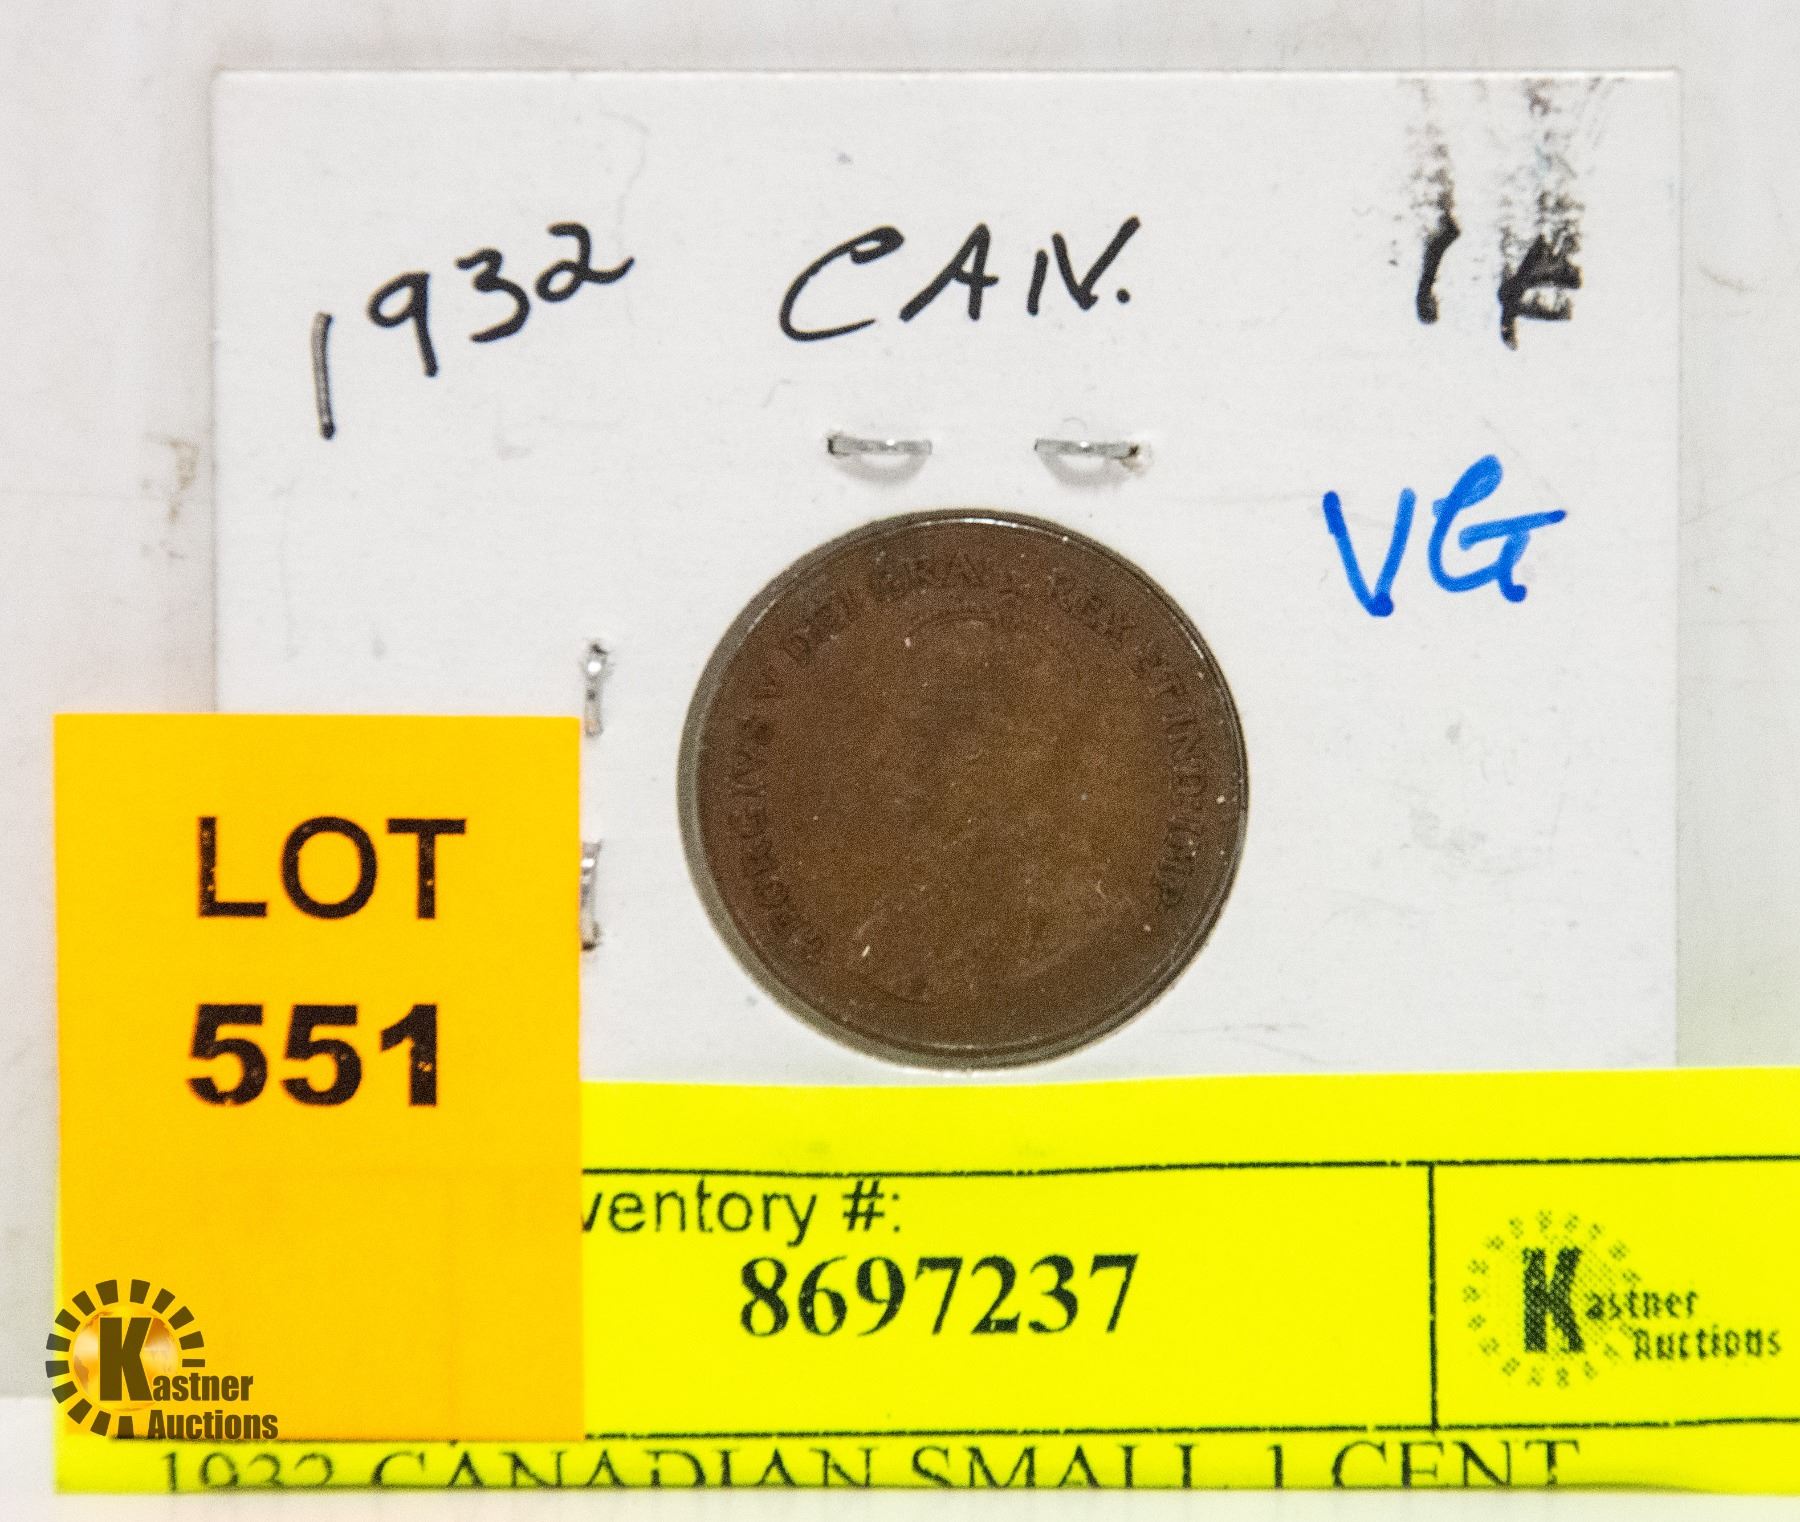 1932 CAN. 1¢
VG
GEORGIVS V DEI GRA: REX ET IND: IMP:
LOT
551
ventory #:
8697237
Kastner
Auctions
Kastner
Auctions
1932 CANADIAN SMALL 1 CENT